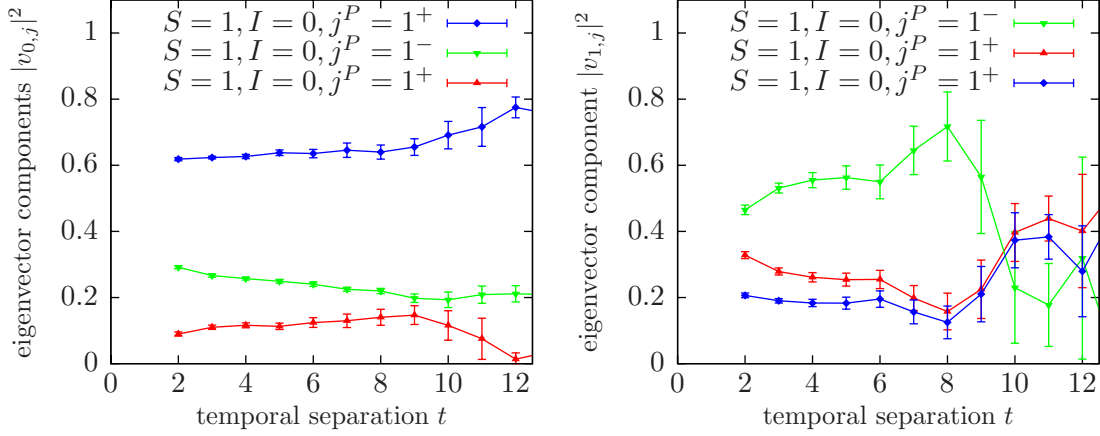 eigenvector components |v_{0,j}|^2
1
0.8
0.6
0.4
0.2
0
S = 1, I = 0, j^P = 1^+
S = 1, I = 0, j^P = 1^-
S = 1, I = 0, j^P = 1^+
0 2 4 6 8 10 12
temporal separation t
eigenvector component |v_{1,j}|^2
1
0.8
0.6
0.4
0.2
0
S = 1, I = 0, j^P = 1^-
S = 1, I = 0, j^P = 1^+
S = 1, I = 0, j^P = 1^+
0 2 4 6 8 10 12
temporal separation t